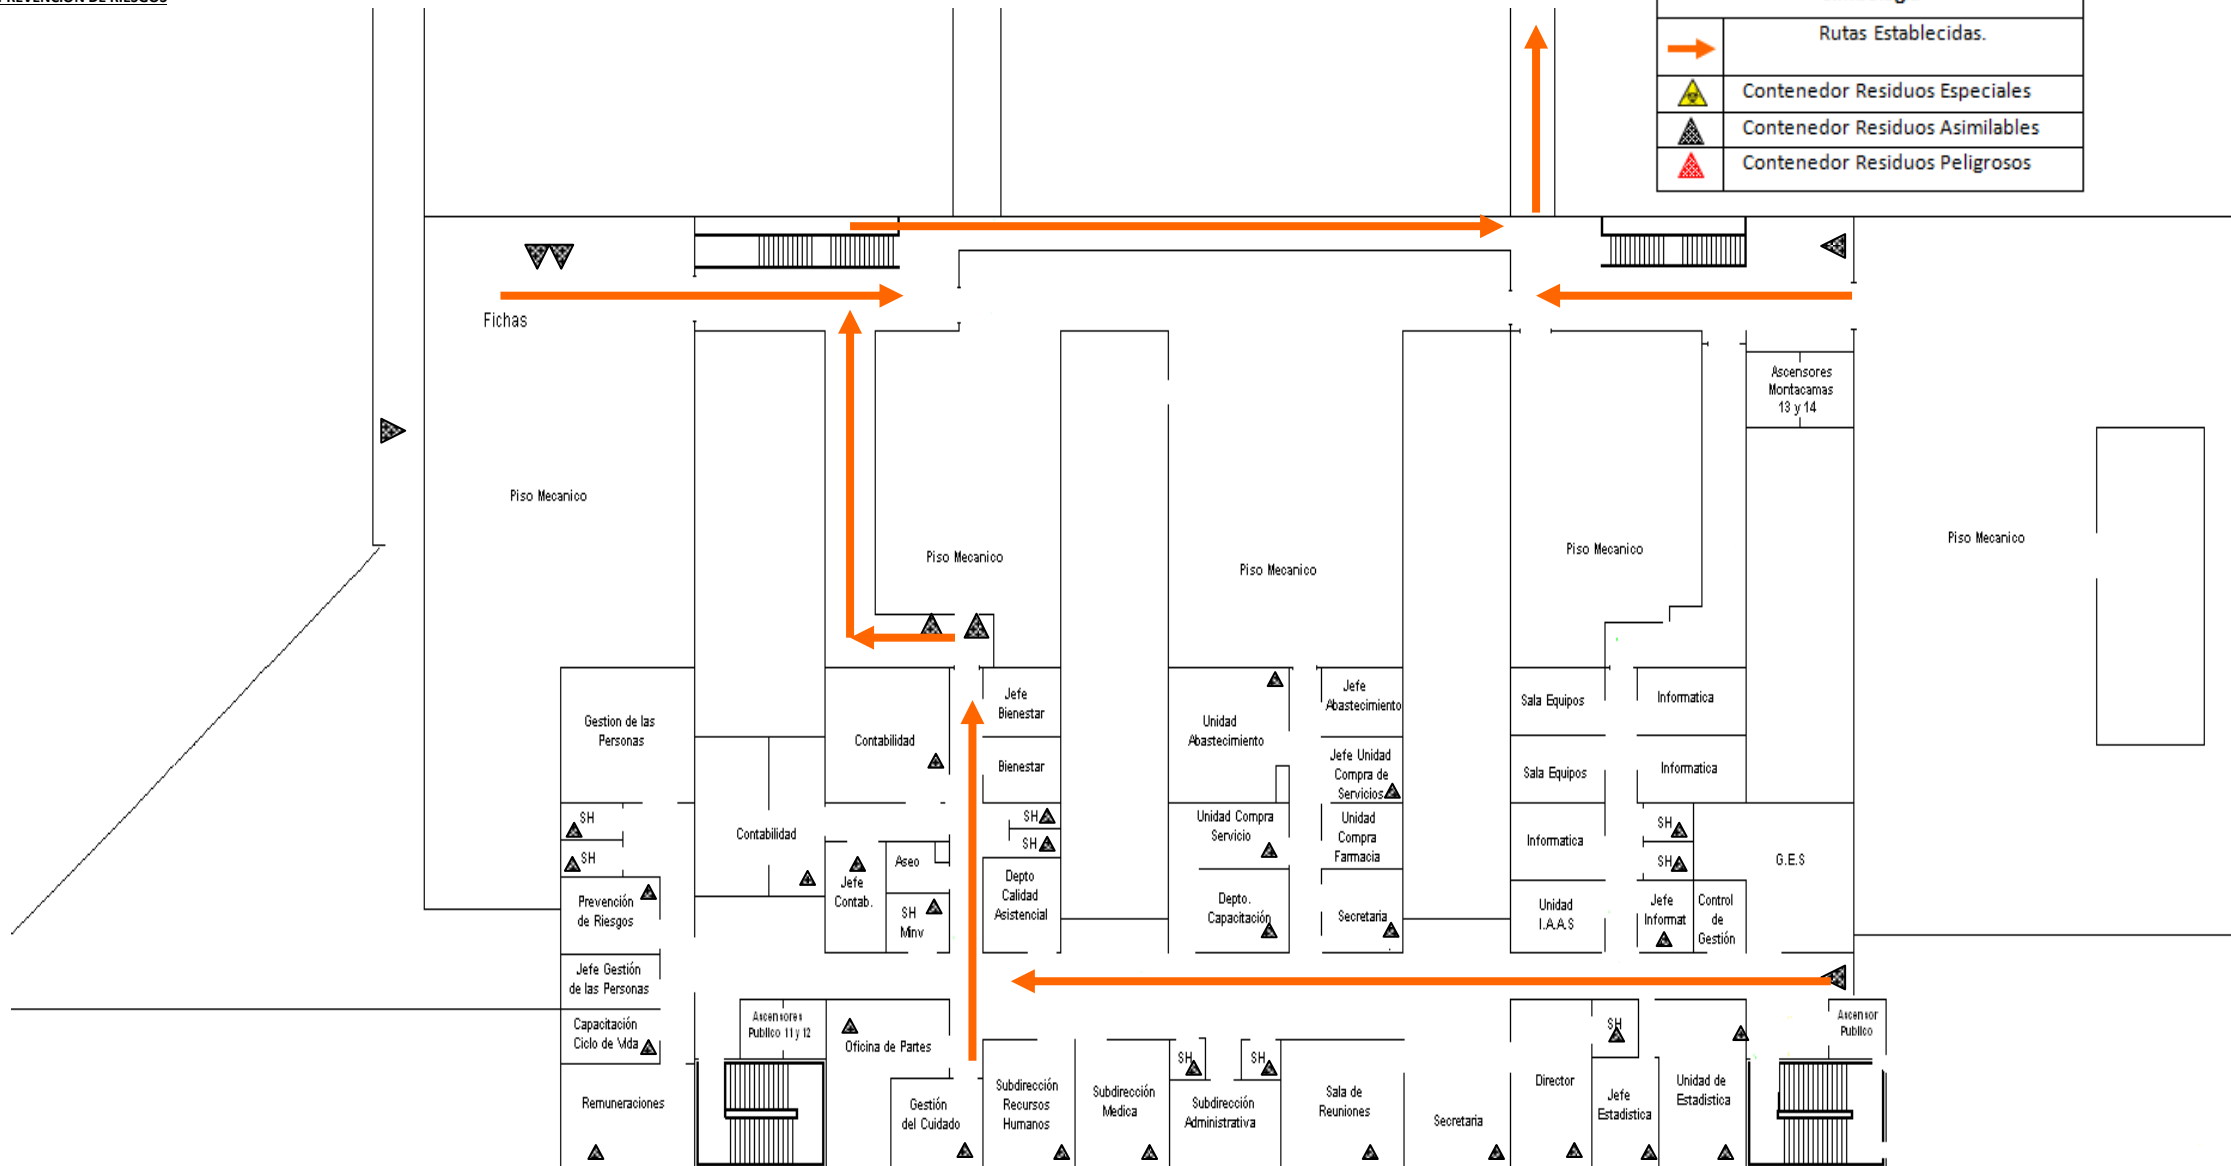 PREVENCION DE RIESGOS
Rutas Establecidas.
Contenedor Residuos Especiales
Contenedor Residuos Asimilables
Contenedor Residuos Peligrosos
Fichas
Ascensores
Montacamas
13 y 14
Piso Mecanico
Piso Mecanico
Piso Mecanico
Piso Mecanico
Piso Mecanico
Gestion de las
Personas
Contabilidad
Jefe
Bienestar
Bienestar
Unidad
Abastecimiento
Jefe
Abastecimiento
Jefe Unidad
Compra de
Servicios
Sala Equipos
Informatica
Sala Equipos
Informatica
SH
SH
Contabilidad
SH
SH
Unidad Compra
Servicio
Unidad
Compra
Farmacia
Informatica
SH
SH
G.E.S
Prevención
de Riesgos
Jefe
Contab.
Aseo
SH
Minv
Depto
Calidad
Asistencial
Depto.
Capacitación
Secretaria
Unidad
I.A.A.S
Jefe
Informat
Control
de
Gestión
Jefe Gestión
de las Personas
Capacitación
Ciclo de Vida
Ascensores
Publico 11 y 12
Oficina de Partes
SH
SH
SH
Ascensor
Publico
Remuneraciones
Gestión
del Cuidado
Subdirección
Recursos
Humanos
Subdirección
Medica
Subdirección
Administrativa
Sala de
Reuniones
Secretaria
Director
Jefe
Estadistica
Unidad de
Estadistica